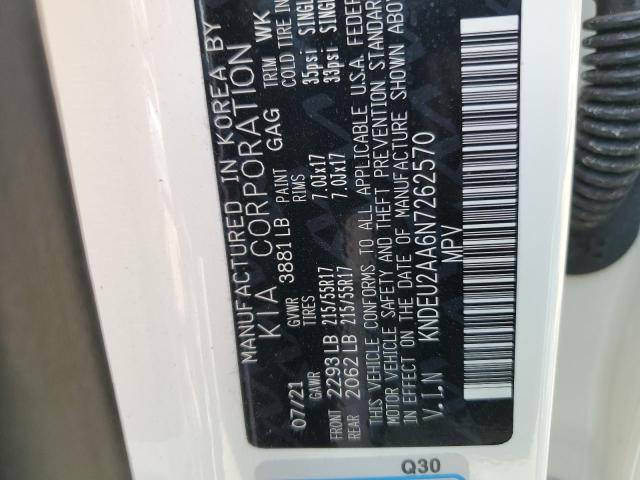 MANUFACTURED IN KOREA BY
KIA CORPORATION
07/21 GVWR 3881 LB PAINT GAG TRIM WK
GAWR TIRES RIMS COLD TIRE IN
FRONT 2293 LB 215/55R17 7.0Jx17 35psi SINGL
REAR 2062 LB 215/55R17 7.0Jx17 33psi SINGL
THIS VEHICLE CONFORMS TO ALL APPLICABLE U.S.A. FEDER
MOTOR VEHICLE SAFETY AND THEFT PREVENTION STANDAR
IN EFFECT ON THE DATE OF MANUFACTURE SHOWN ABOV
V.I.N KNDEU2AA6N7262570
MPV
Q30